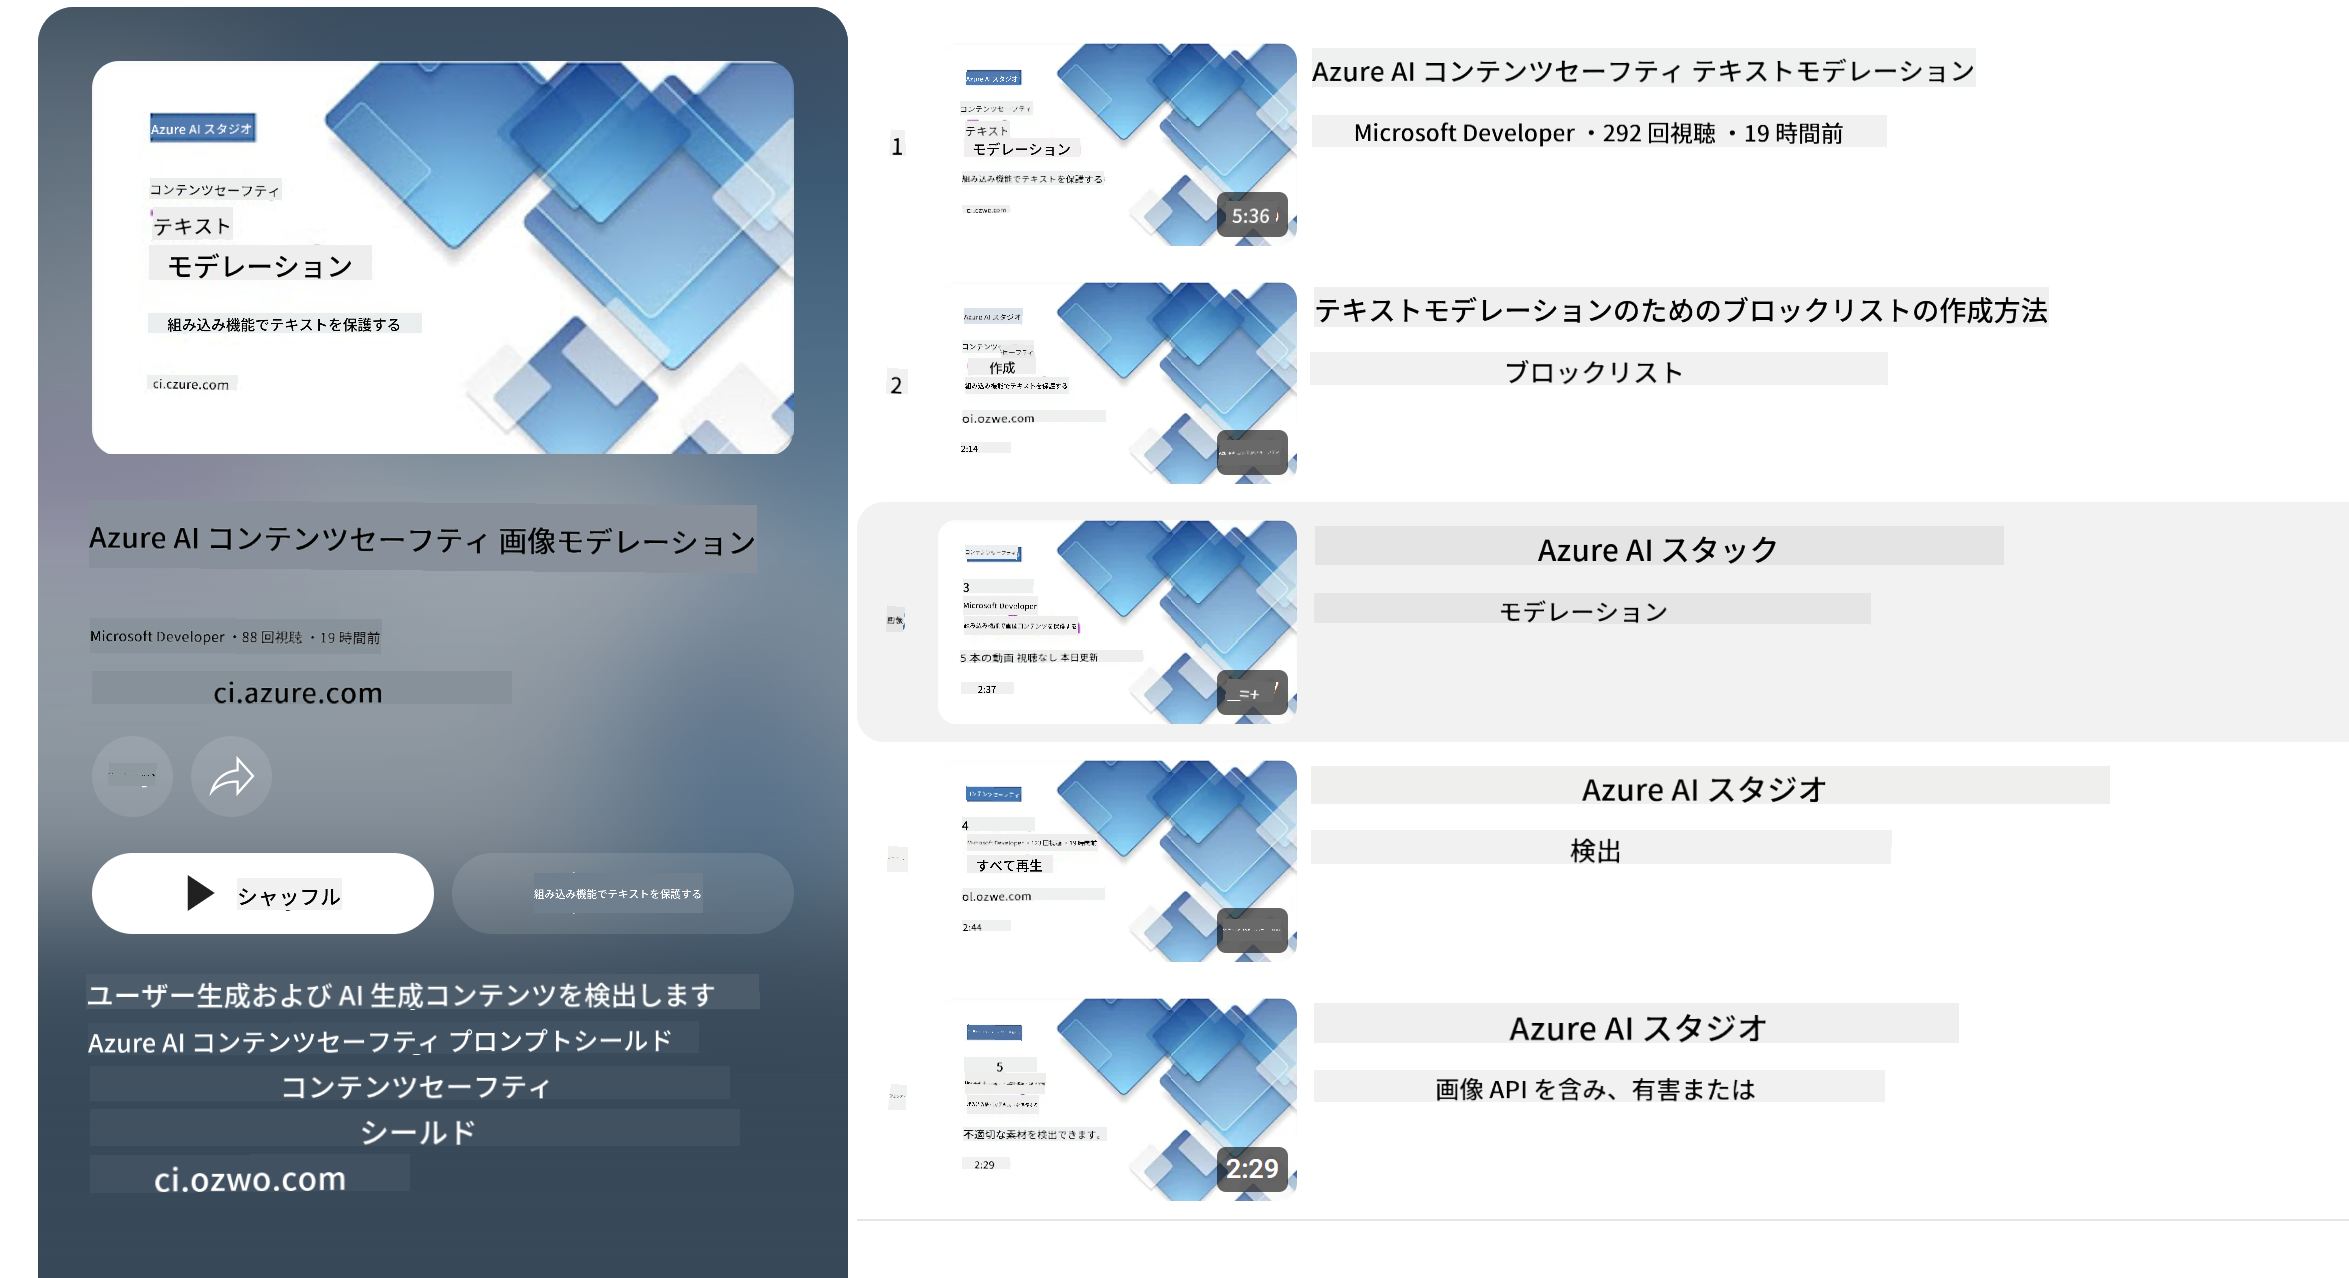 Azure AI スタジオ
コンテンツセーフティ
テキスト
モデレーション
組み込み機能でテキストを保護する
ci.czure.com
Azure AI コンテンツセーフティ 画像モデレーション
Microsoft Developer ・88 回視聴 ・19 時間前
ci.azure.com
シャッフル
組み込み機能でテキストを保護する
ユーザー生成および AI 生成コンテンツを検出します
Azure AI コンテンツセーフティ プロンプトシールド
コンテンツセーフティ
シールド
ci.ozwo.com
1
Azure AI スタジオ
コンテンツセーフティ
テキスト
モデレーション
組み込み機能でテキストを保護する
5:36
Azure AI コンテンツセーフティ テキストモデレーション
Microsoft Developer ・292 回視聴 ・19 時間前
2
Azure AI スタジオ
コンテンツセーフティ
作成
組み込み機能でテキストを保護する
oi.ozwe.com
2:14
テキストモデレーションのためのブロックリストの作成方法
ブロックリスト
画像
コンテンツセーフティ
3
Microsoft Developer
5 本の動画 視聴なし 本日更新
2:37
=+
Azure AI スタック
モデレーション
コンテンツセーフティ
4
Microsoft Developer ・123 回視聴 ・19 時間前
すべて再生
ol.ozwe.com
2:44
Azure AI スタジオ
検出
5
不適切な素材を検出できます。
2:29
2:29
Azure AI スタジオ
画像 API を含み、有害または